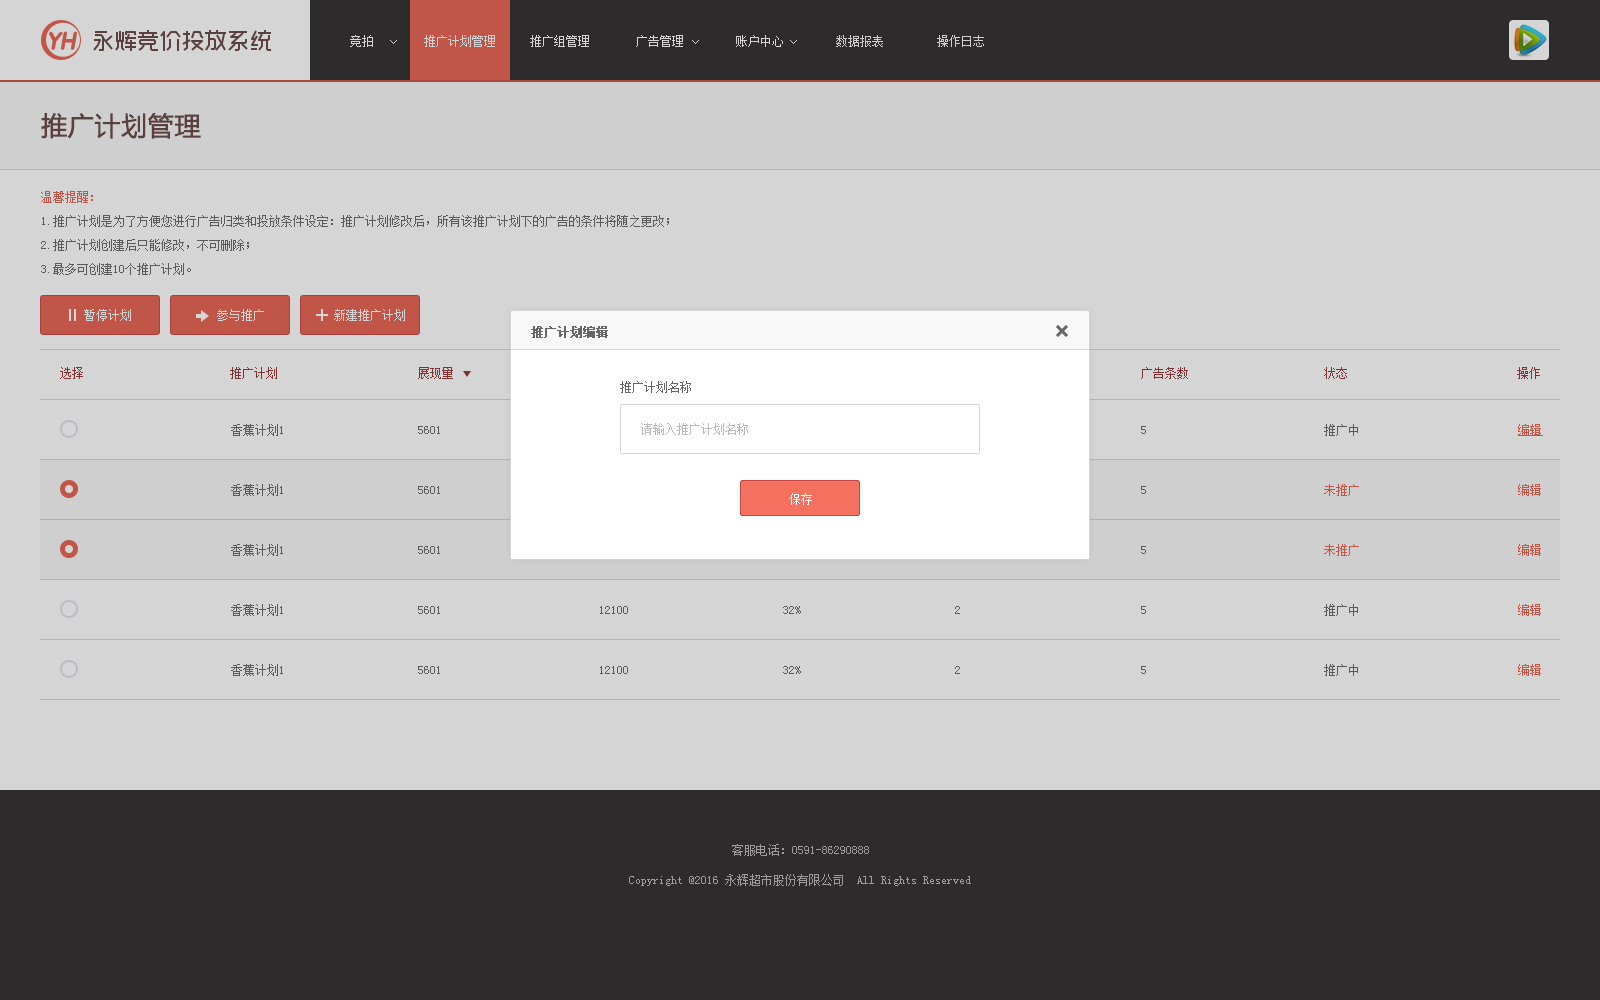 YH 永辉竞价投放系统 竞拍 推广计划管理 推广组管理 广告管理 账户中心 数据报表 操作日志
推广计划管理
温馨提醒：
1.推广计划是为了方便您进行广告归类和投放条件设定：推广计划修改后，所有该推广计划下的广告的条件将随之更改；
2.推广计划创建后只能修改，不可删除；
3.最多可创建10个推广计划。
暂停计划 参与推广 新建推广计划
推广计划编辑
推广计划名称
请输入推广计划名称
保存
选择 推广计划 展现量 广告条数 状态 操作
香蕉计划1 5601 5 推广中 编辑
香蕉计划1 5601 5 未推广 编辑
香蕉计划1 5601 5 未推广 编辑
香蕉计划1 5601 12100 32% 2 5 推广中 编辑
香蕉计划1 5601 12100 32% 2 5 推广中 编辑
客服电话：0591-86290888
Copyright @2016 永辉超市股份有限公司 All Rights Reserved